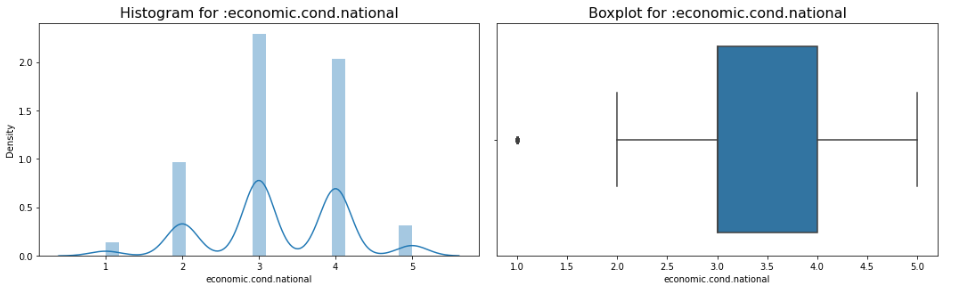 Histogram for :economic.cond.national
Density
2.0
1.5
1.0
0.5
0.0
1 2 3 4 5
economic.cond.national
Boxplot for :economic.cond.national
1.0 1.5 2.0 2.5 3.0 3.5 4.0 4.5 5.0
economic.cond.national